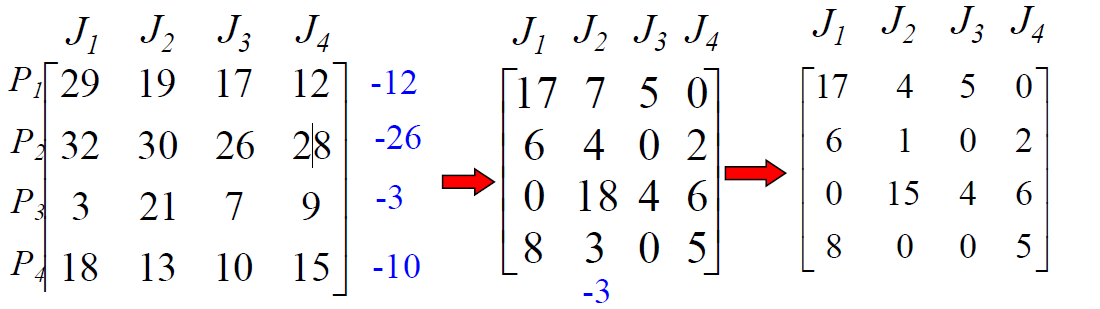 J1 J2 J3 J4
P1 29 19 17 12 -12
P2 32 30 26 28 -26
P3 3 21 7 9 -3
P4 18 13 10 15 -10
J1 J2 J3 J4
17 7 5 0
6 4 0 2
0 18 4 6
8 3 0 5
-3
J1 J2 J3 J4
17 4 5 0
6 1 0 2
0 15 4 6
8 0 0 5